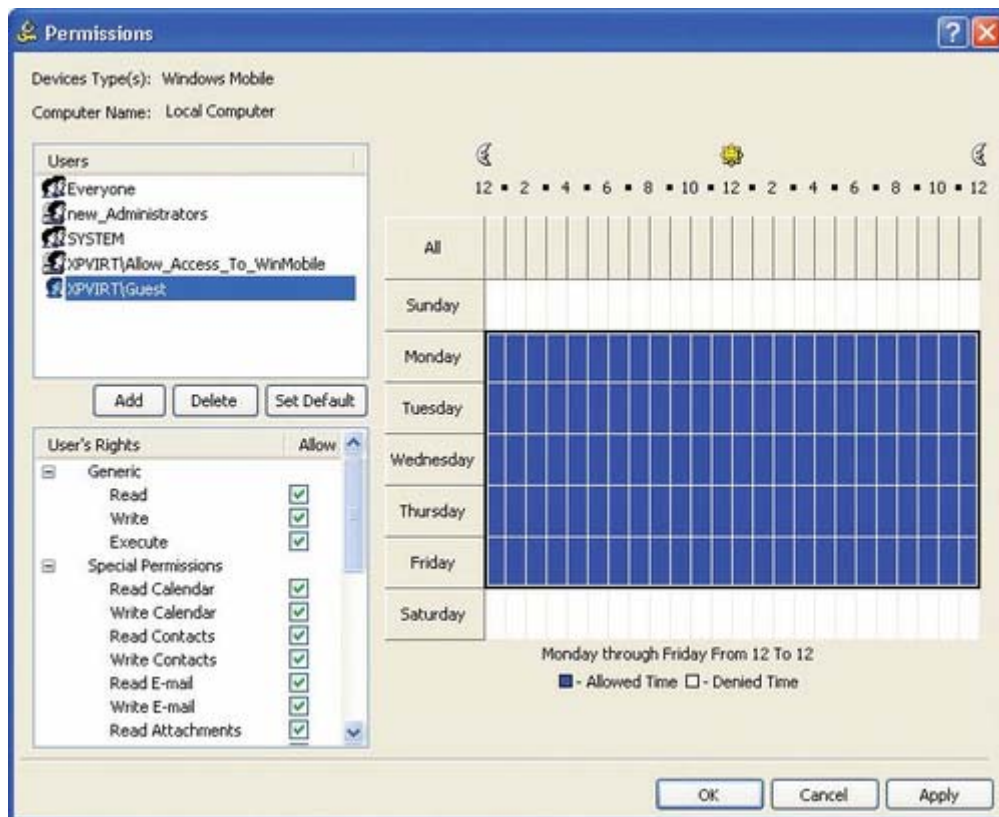 Permissions
Devices Type(s): Windows Mobile
Computer Name: Local Computer
Users
Everyone
new_Administrators
SYSTEM
XPVIRT\Allow_Access_To_WinMobile
XPVIRT\Guest
Add
Delete
Set Default
User's Rights Allow
Generic
Read
Write
Execute
Special Permissions
Read Calendar
Write Calendar
Read Contacts
Write Contacts
Read E-mail
Write E-mail
Read Attachments
12 ▪ 2 ▪ 4 ▪ 6 ▪ 8 ▪ 10 ▪ 12 ▪ 2 ▪ 4 ▪ 6 ▪ 8 ▪ 10 ▪ 12
All
Sunday
Monday
Tuesday
Wednesday
Thursday
Friday
Saturday
Monday through Friday From 12 To 12
- Allowed Time - Denied Time
OK
Cancel
Apply